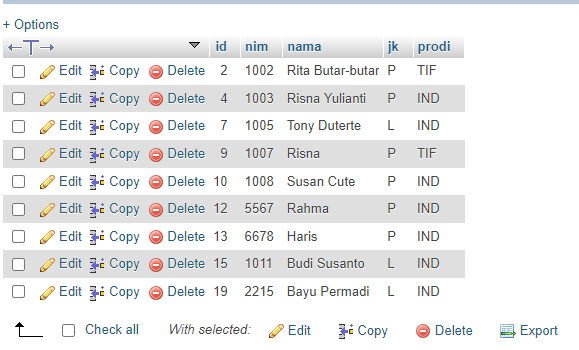 + Options
id nim nama jk prodi
Edit Copy Delete 2 1002 Rita Butar-butar P TIF
Edit Copy Delete 4 1003 Risna Yulianti P IND
Edit Copy Delete 7 1005 Tony Duterte L IND
Edit Copy Delete 9 1007 Risna P TIF
Edit Copy Delete 10 1008 Susan Cute P IND
Edit Copy Delete 12 5567 Rahma P IND
Edit Copy Delete 13 6678 Haris P IND
Edit Copy Delete 15 1011 Budi Susanto L IND
Edit Copy Delete 19 2215 Bayu Permadi L IND
Check all With selected: Edit Copy Delete Export